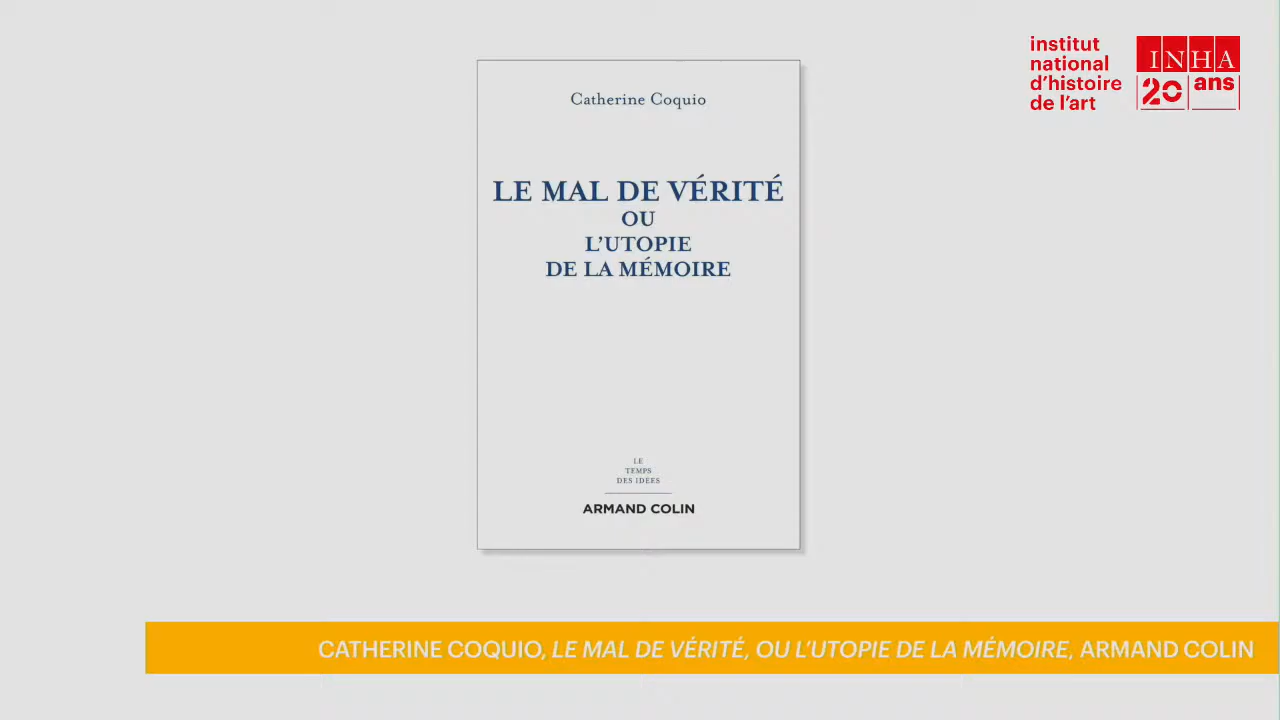 institut
national
d'histoire
de l'art
INHA
20 ans
Catherine Coquio
LE MAL DE VÉRITÉ
OU
L'UTOPIE
DE LA MÉMOIRE
LE
TEMPS
DES IDÉES
ARMAND COLIN
CATHERINE COQUIO, LE MAL DE VÉRITÉ, OU L'UTOPIE DE LA MÉMOIRE, ARMAND COLIN